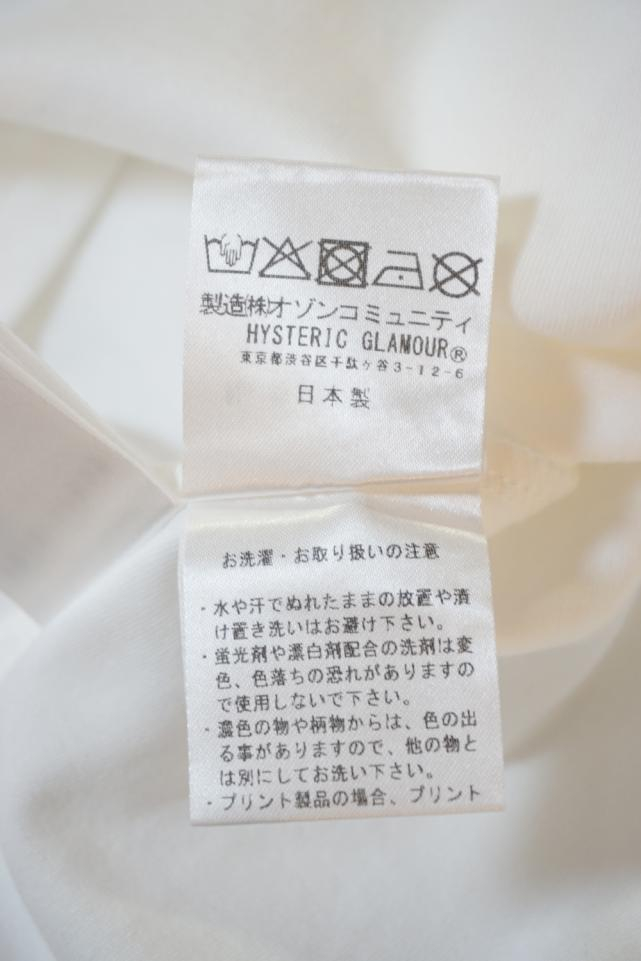 製造㈱オゾンコミュニティ
HYSTERIC GLAMOUR®
東京都渋谷区千駄ヶ谷3-12-6
日本製
お洗濯・お取り扱いの注意
・水や汗でぬれたままの放置や漬
け置き洗いはお避け下さい。
・蛍光剤や漂白剤配合の洗剤は変
色、色落ちの恐れがありますの
で使用しないで下さい。
・濃色の物や柄物からは、色の出
る事がありますので、他の物と
は別にしてお洗い下さい。
・プリント製品の場合、プリント